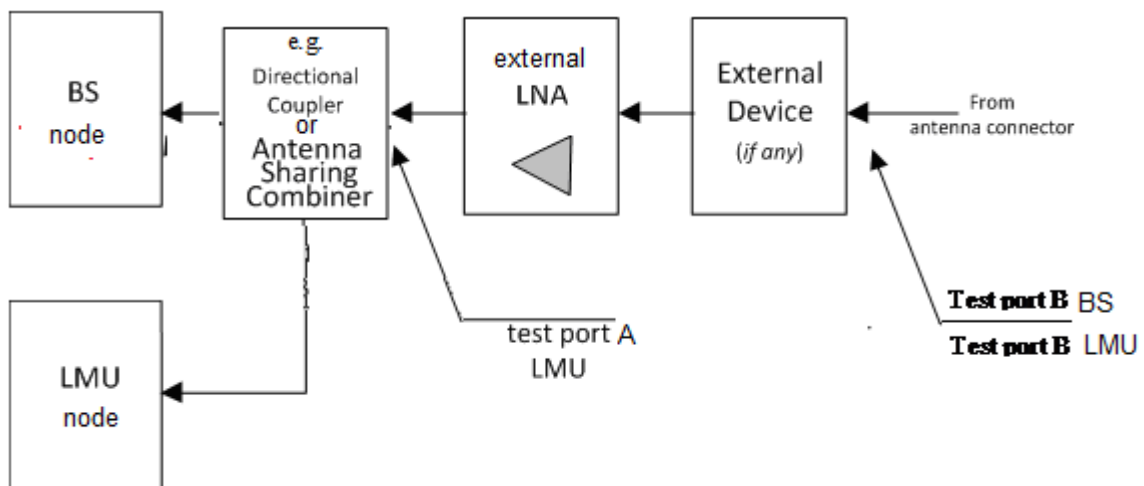 BS
node
e.g.
Directional
Coupler
or
Antenna
Sharing
Combiner
external
LNA
External
Device
(if any)
From
antenna connector
LMU
node
test port A
LMU
Test port B BS
Test port B LMU